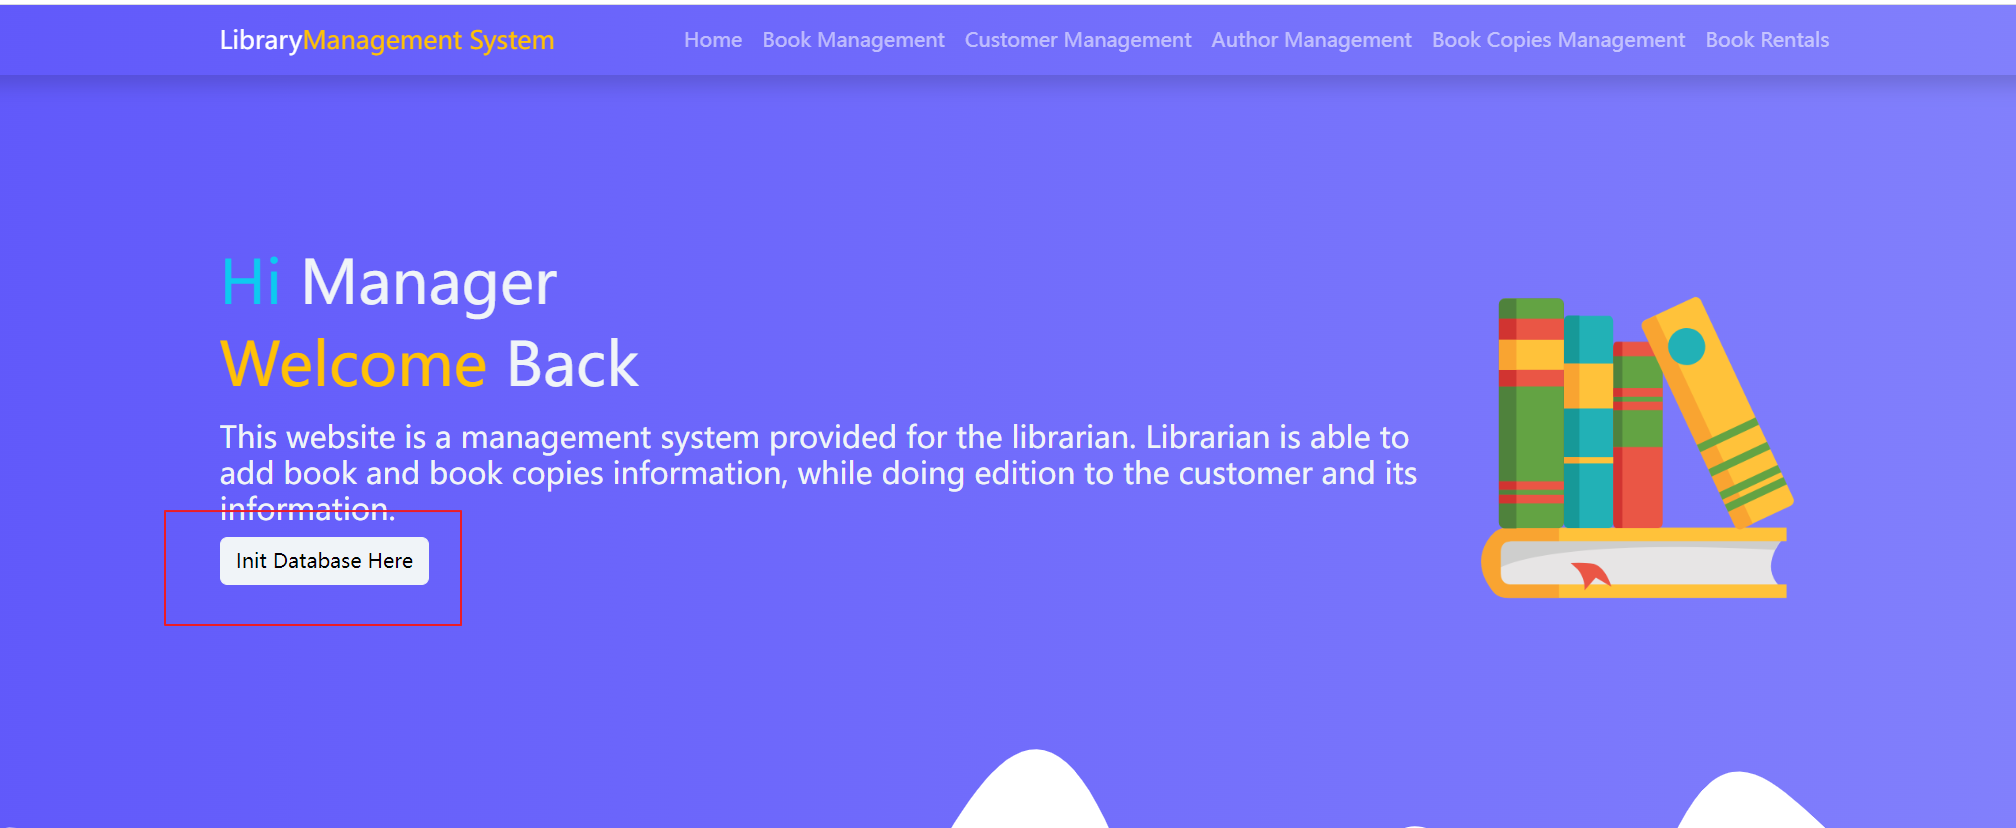 LibraryManagement System
Home Book Management Customer Management Author Management Book Copies Management Book Rentals
Hi Manager
Welcome Back
This website is a management system provided for the librarian. Librarian is able to
add book and book copies information, while doing edition to the customer and its
information.
Init Database Here